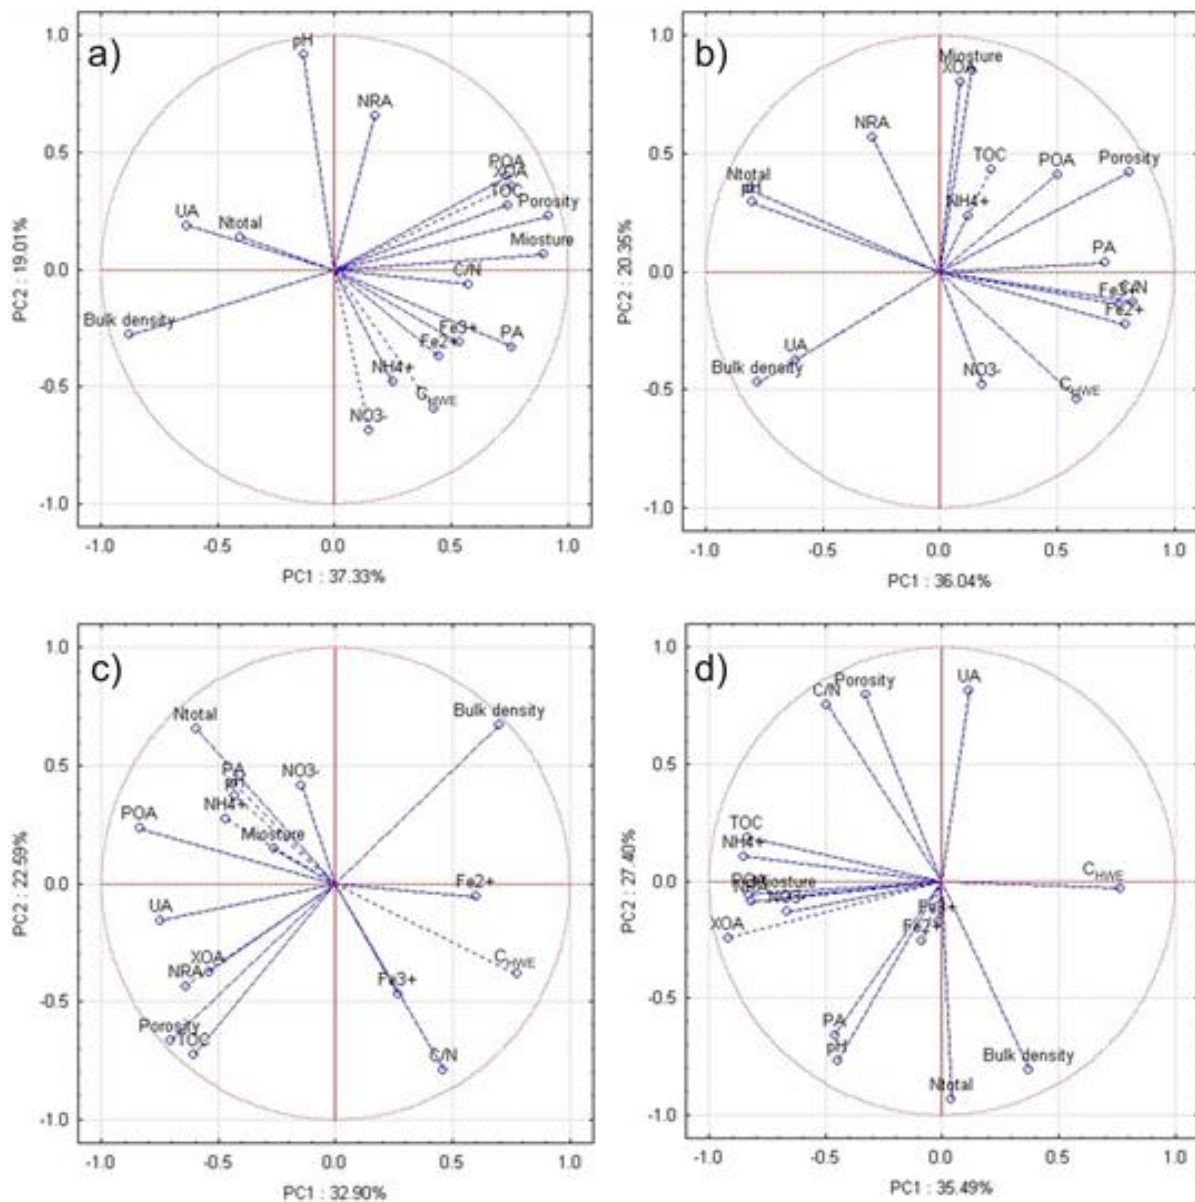 a)
1.0
0.5
0.0
-0.5
-1.0
PC2 : 19.01%
pH
NRA
POA
XOA
TOC
Porosity
UA
Ntotal
Miosture
C/N
Bulk density
Fe3+
PA
Fe2+
NH4+
CHWE
NO3-
-1.0 -0.5 0.0 0.5 1.0
PC1 : 37.33%
b)
1.0
0.5
0.0
-0.5
-1.0
PC2 : 20.35%
Miosture
XOA
NRA
TOC POA Porosity
Ntotal
pH
NH4+
PA
Fe3+ C/N
Fe2+
UA
Bulk density
NO3-
CHWE
-1.0 -0.5 0.0 0.5 1.0
PC1 : 36.04%
c)
1.0
0.5
0.0
-0.5
-1.0
PC2 : 22.59%
Ntotal
Bulk density
PA
NO3-
pH
NH4+
POA
Miosture
Fe2+
UA
XOA
NRA
CHWE
Fe3+
Porosity
TOC
C/N
-1.0 -0.5 0.0 0.5 1.0
PC1 : 32.90%
d)
1.0
0.5
0.0
-0.5
-1.0
PC2 : 27.40%
C/N
Porosity
UA
TOC
NH4+
CHWE
POA
Miosture
NO3-
XOA
Fe3+
Fe2+
PA
pH
Bulk density
Ntotal
-1.0 -0.5 0.0 0.5 1.0
PC1 : 35.49%